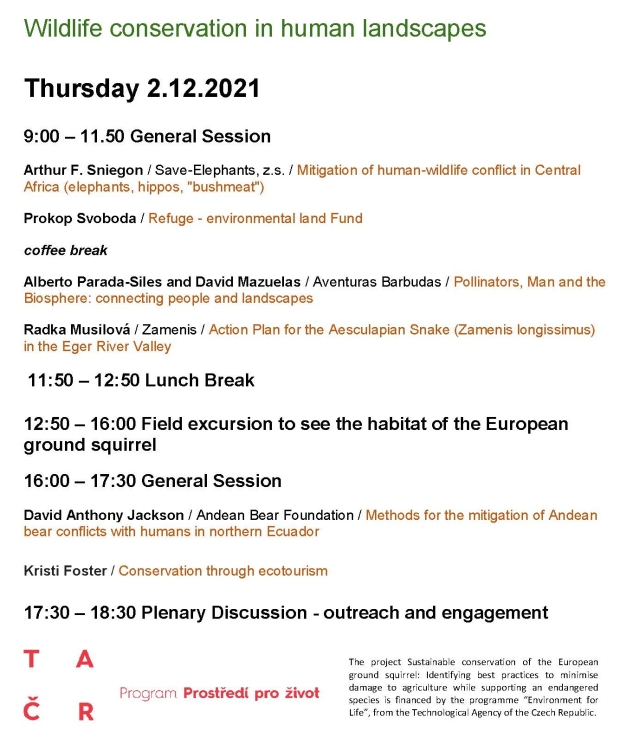 Wildlife conservation in human landscapes
Thursday 2.12.2021
9:00 – 11.50 General Session
Arthur F. Sniegon / Save-Elephants, z.s. / Mitigation of human-wildlife conflict in Central
Africa (elephants, hippos, "bushmeat")
Prokop Svoboda / Refuge - environmental land Fund
coffee break
Alberto Parada-Siles and David Mazuelas / Aventuras Barbudas / Pollinators, Man and the
Biosphere: connecting people and landscapes
Radka Musilová / Zamenis / Action Plan for the Aesculapian Snake (Zamenis longissimus)
in the Eger River Valley
11:50 – 12:50 Lunch Break
12:50 – 16:00 Field excursion to see the habitat of the European
ground squirrel
16:00 – 17:30 General Session
David Anthony Jackson / Andean Bear Foundation / Methods for the mitigation of Andean
bear conflicts with humans in northern Ecuador
Kristi Foster / Conservation through ecotourism
17:30 – 18:30 Plenary Discussion - outreach and engagement
T A
Č R
Program Prostředí pro život
The project Sustainable conservation of the European
ground squirrel: Identifying best practices to minimise
damage to agriculture while supporting an endangered
species is financed by the programme “Environment for
Life”, from the Technological Agency of the Czech Republic.